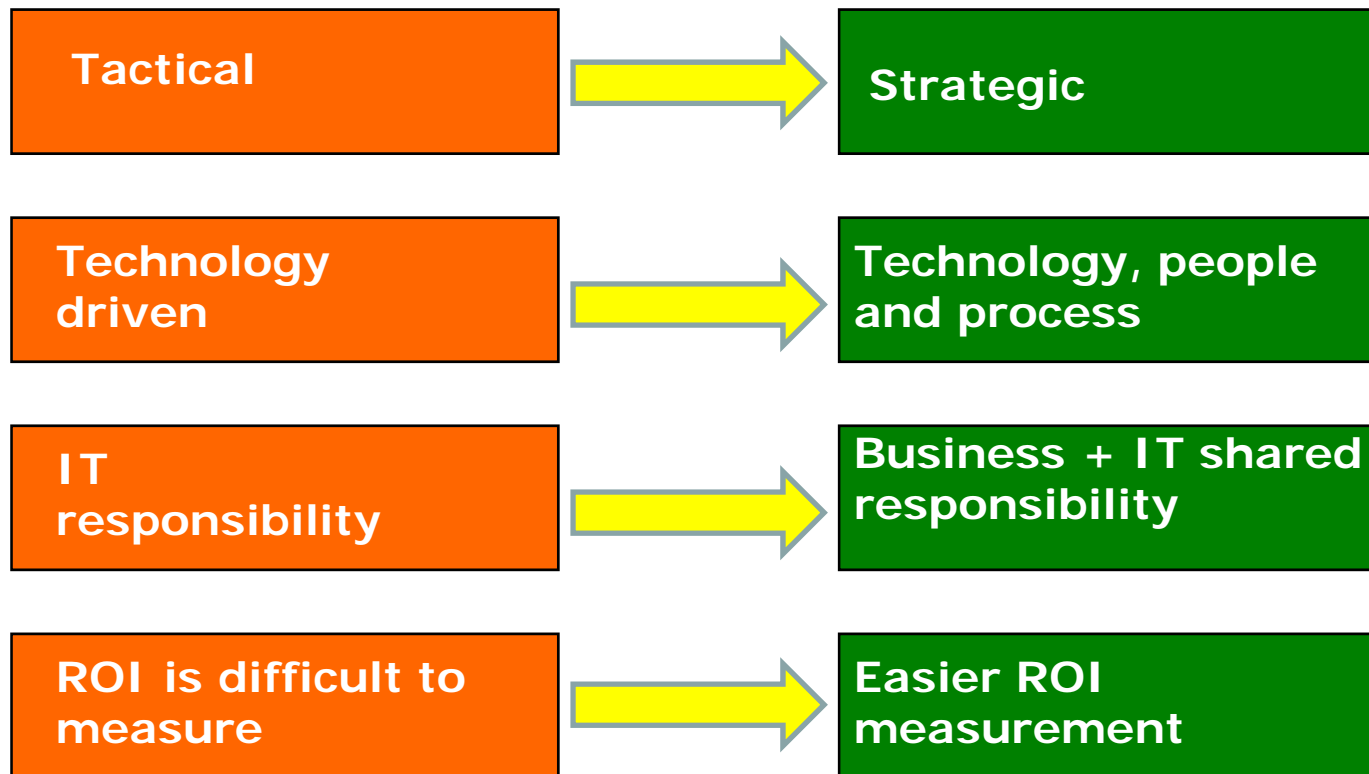 Tactical
Strategic
Technology
driven
Technology, people
and process
IT
responsibility
Business + IT shared
responsibility
ROI is difficult to
measure
Easier ROI
measurement